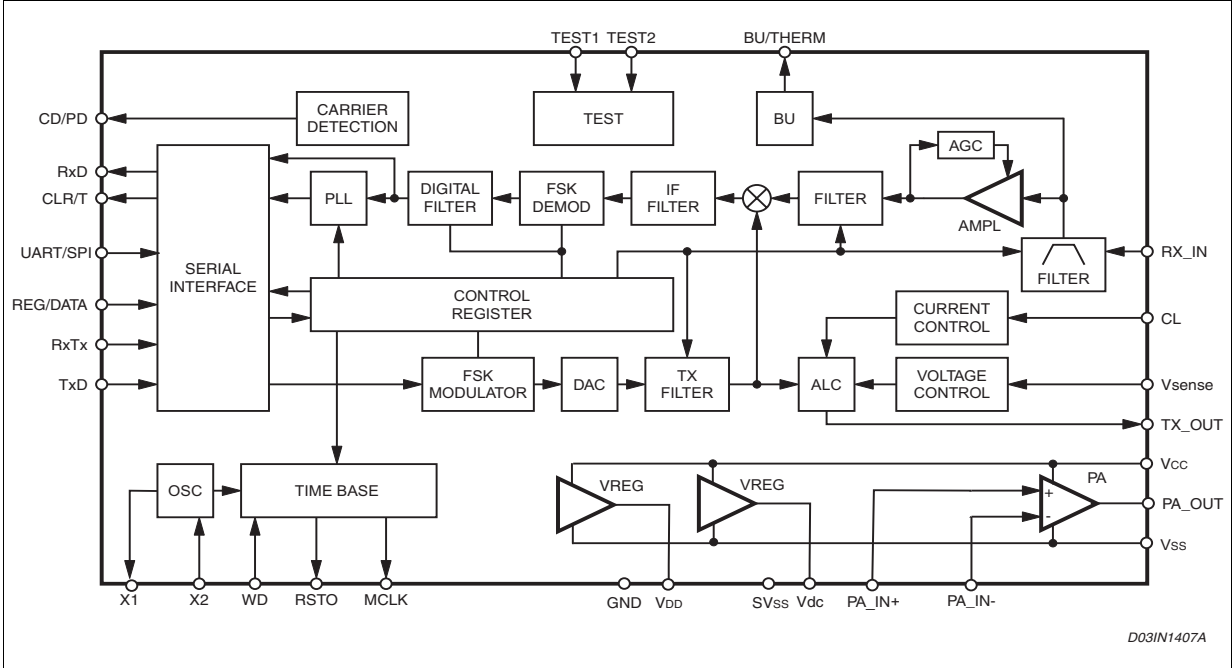 TEST1 TEST2
BU/THERM
CD/PD
CARRIER
DETECTION
TEST
BU
AGC
RxD
CLR/T
PLL
DIGITAL
FILTER
FSK
DEMOD
IF
FILTER
FILTER
AMPL
UART/SPI
RX_IN
SERIAL
INTERFACE
FILTER
REG/DATA
CONTROL
REGISTER
CURRENT
CONTROL
CL
RxTx
TxD
FSK
MODULATOR
DAC
TX
FILTER
ALC
VOLTAGE
CONTROL
Vsense
TX_OUT
VCC
OSC
TIME BASE
VREG
VREG
PA
+
-
PA_OUT
VSS
X1
X2
WD
RSTO
MCLK
GND
VDD
SVSS
Vdc
PA_IN+
PA_IN-
D03IN1407A